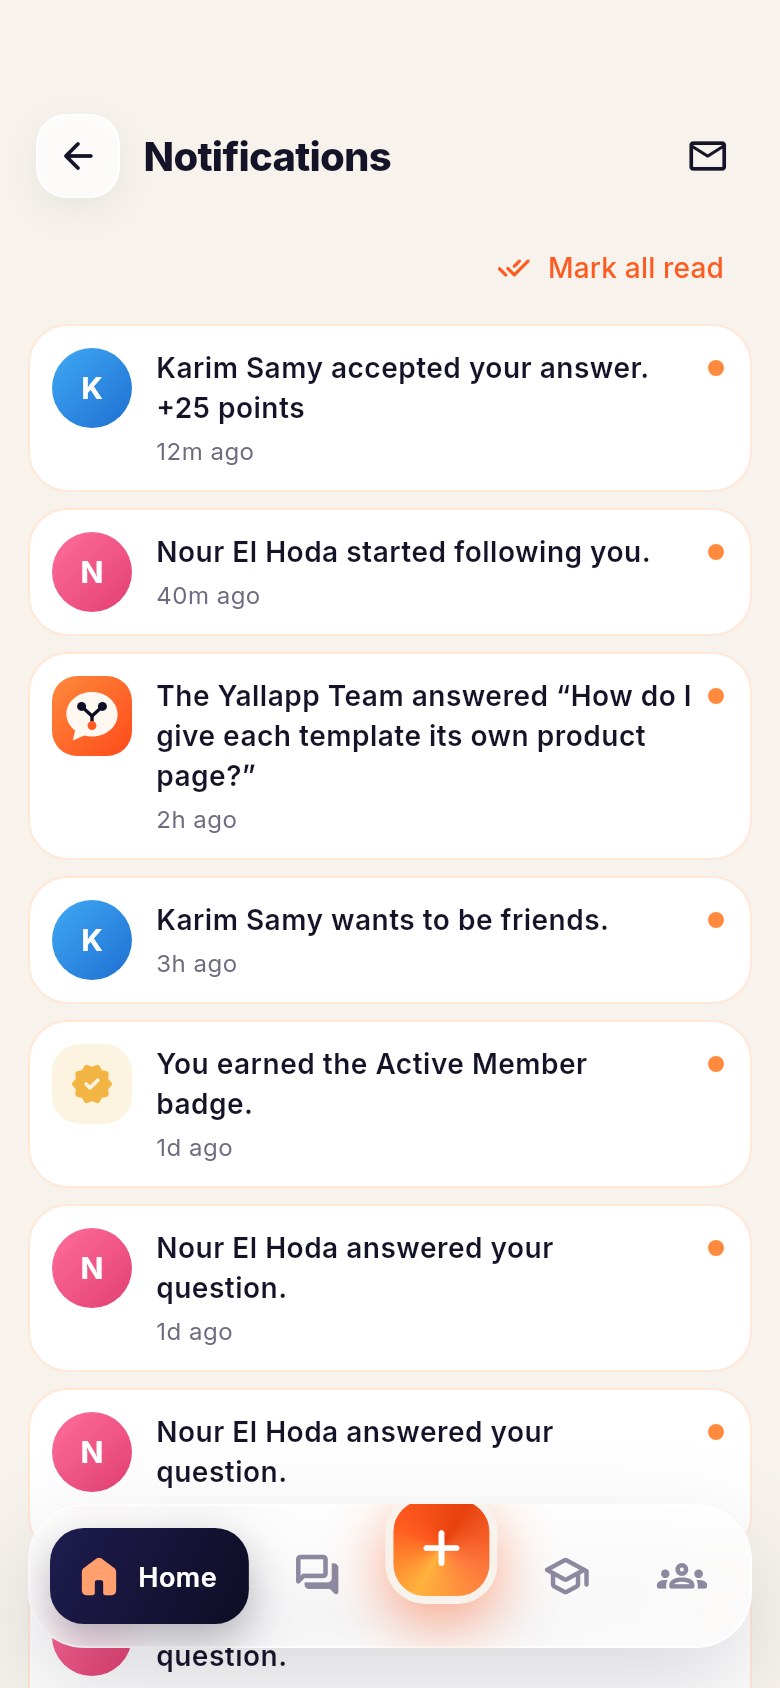 Notifications
Mark all read
K
Karim Samy accepted your answer.
+25 points
12m ago
N
Nour El Hoda started following you.
40m ago
The Yallapp Team answered “How do I
give each template its own product
page?”
2h ago
K
Karim Samy wants to be friends.
3h ago
You earned the Active Member
badge.
1d ago
N
Nour El Hoda answered your
question.
1d ago
N
Nour El Hoda answered your
question.
Home
question.